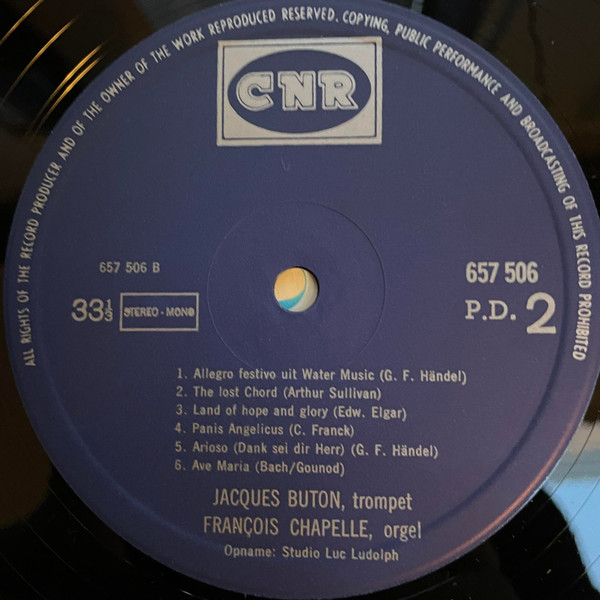 ALL RIGHTS OF THE RECORD PRODUCER AND OF THE OWNER OF THE WORK REPRODUCED RESERVED. COPYING, PUBLIC PERFORMANCE AND BROADCASTING OF THIS RECORD PROHIBITED
CNR
657 506 B
657 506
33⅓
STEREO - MONO
P.D. 2
1. Allegro festivo uit Water Music (G. F. Händel)
2. The lost Chord (Arthur Sullivan)
3. Land of hope and glory (Edw. Elgar)
4. Panis Angelicus (C. Franck)
5. Arioso (Dank sei dir Herr) (G. F. Händel)
6. Ave Maria (Bach/Gounod)
JACQUES BUTON, trompet
FRANÇOIS CHAPELLE, orgel
Opname: Studio Luc Ludolph